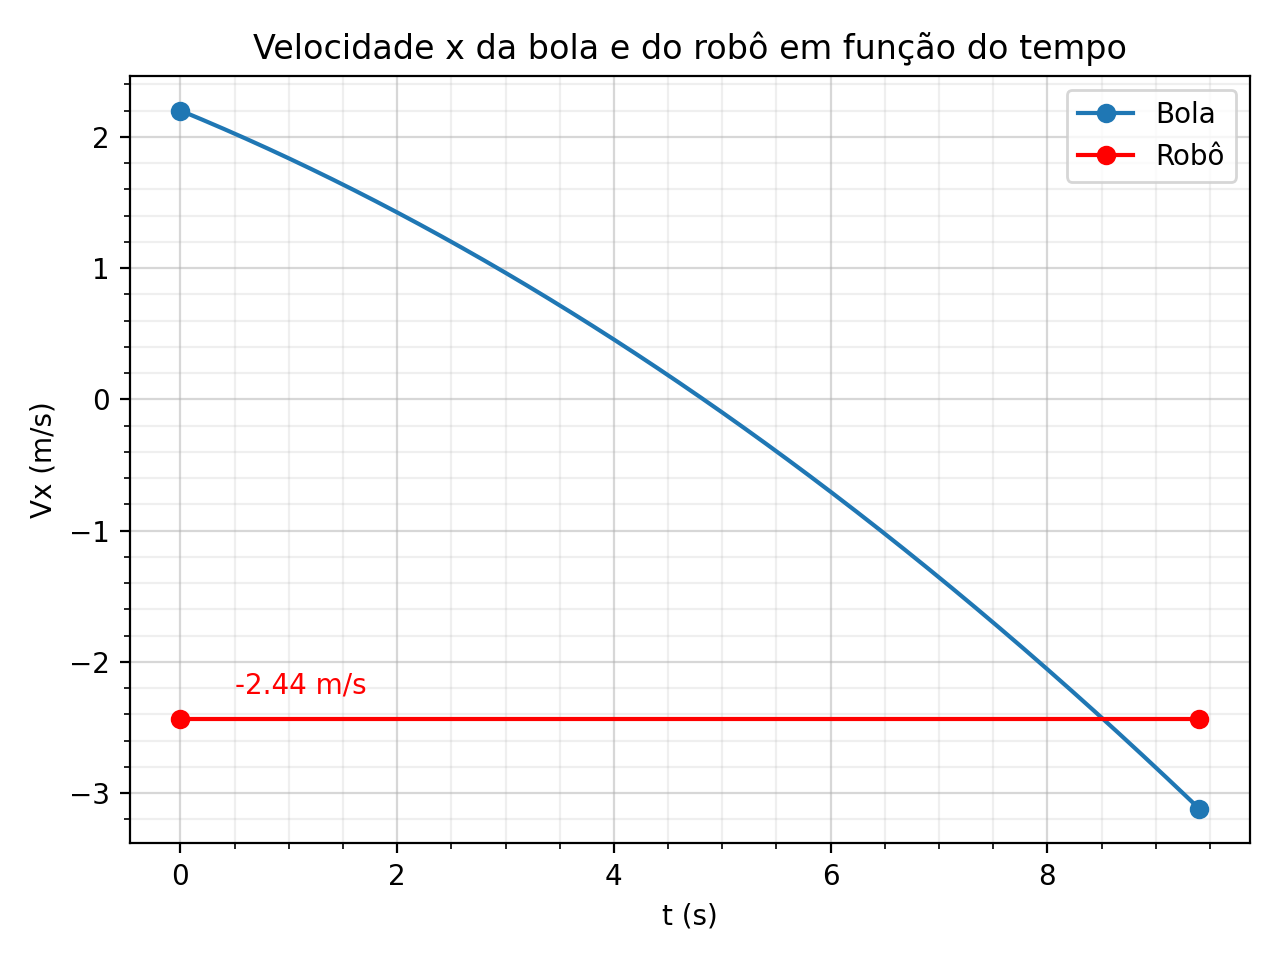 Velocidade x da bola e do robô em função do tempo
Bola
Robô
2
1
0
−1
−2
−3
Vx (m/s)
-2.44 m/s
0 2 4 6 8
t (s)